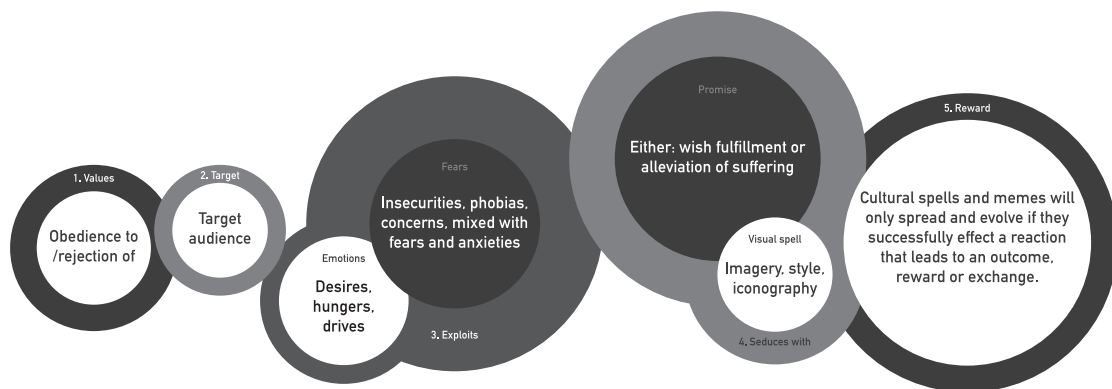 1. Values
Obedience to
/rejection of
2. Target
Target
audience
Emotions
Desires,
hungers,
drives
Fears
Insecurities, phobias,
concerns, mixed with
fears and anxieties
3. Exploits
Promise
Either: wish fulfillment or
alleviation of suffering
Visual spell
Imagery, style,
iconography
4. Seduces with
5. Reward
Cultural spells and memes will
only spread and evolve if they
successfully effect a reaction
that leads to an outcome,
reward or exchange.